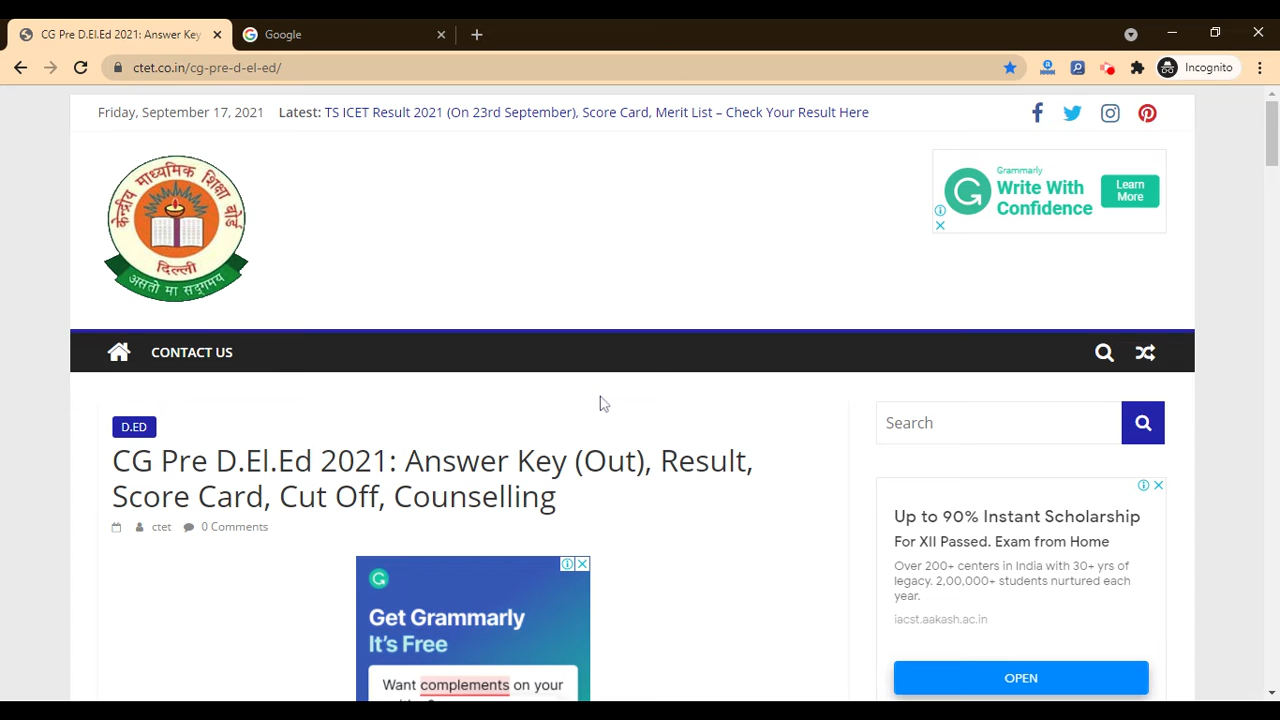 CG Pre D.El.Ed 2021: Answer Key
Google
ctet.co.in/cg-pre-d-el-ed/
Incognito
Friday, September 17, 2021
Latest: TS ICET Result 2021 (On 23rd September), Score Card, Merit List – Check Your Result Here
केन्द्रीय माध्यमिक शिक्षा बोर्ड
दिल्ली
असतो मा सद्गमय
Grammarly
Write With
Confidence
Learn
More
CONTACT US
D.ED
CG Pre D.El.Ed 2021: Answer Key (Out), Result,
Score Card, Cut Off, Counselling
ctet
0 Comments
Get Grammarly
It's Free
Want complements on your
Search
Up to 90% Instant Scholarship
For XII Passed. Exam from Home
Over 200+ centers in India with 30+ yrs of
legacy. 2,00,000+ students nurtured each
year.
iacst.aakash.ac.in
OPEN